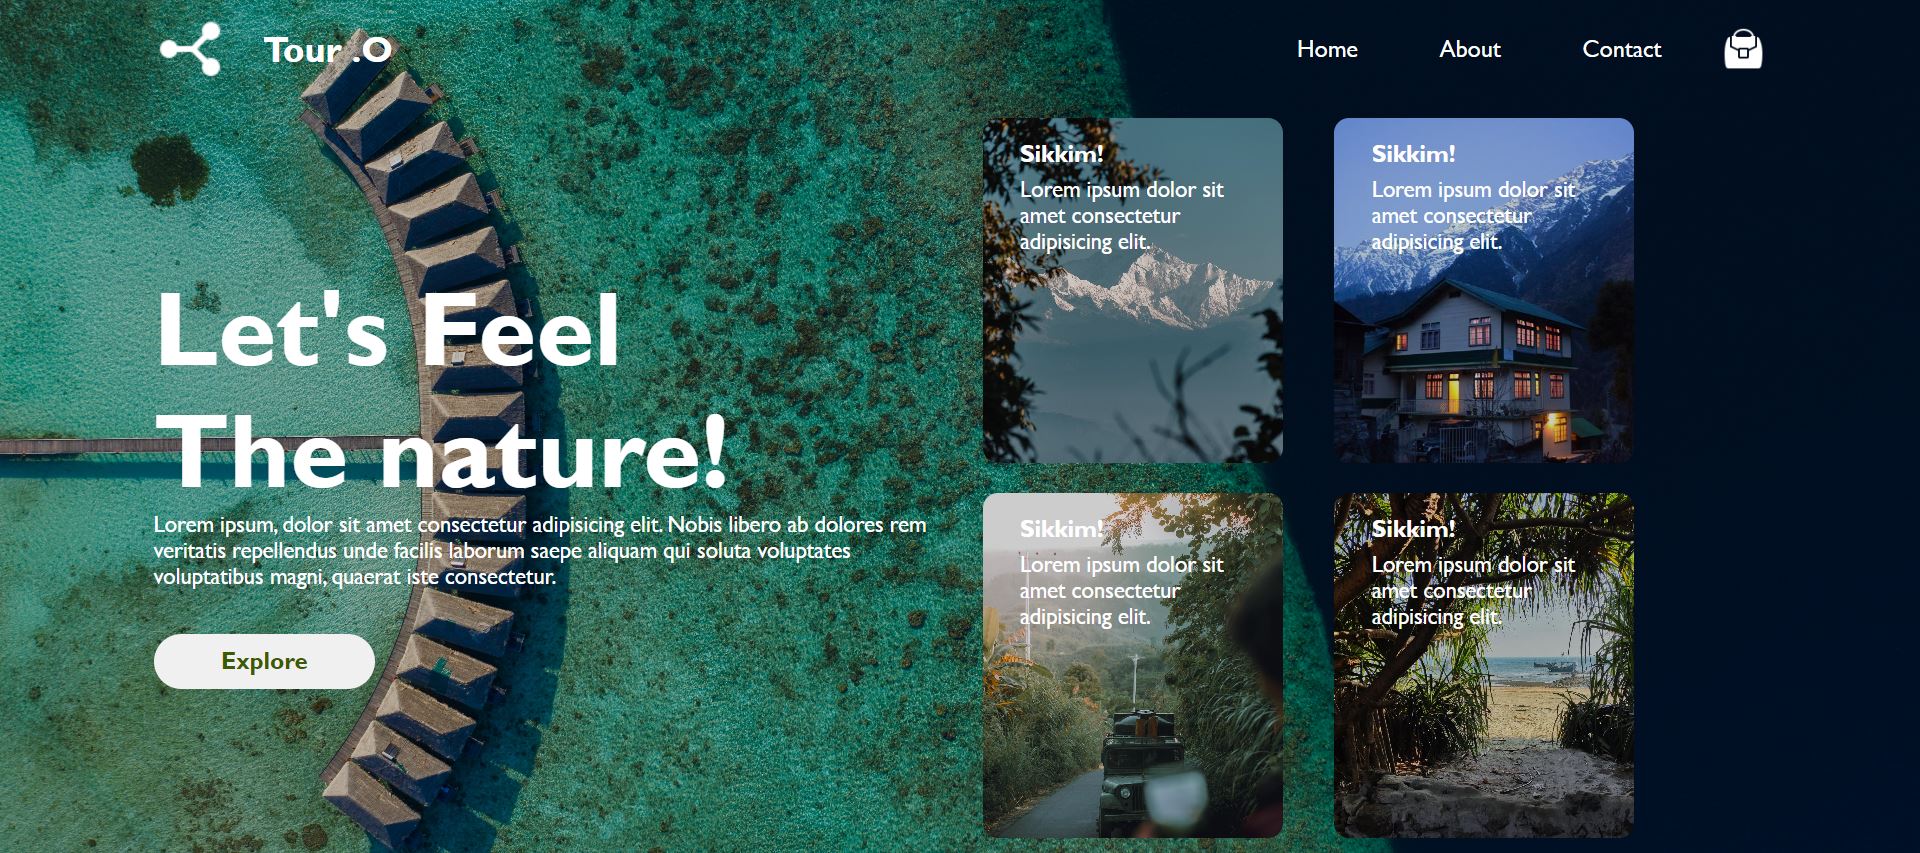 Tour .O
Home
About
Contact
Let's Feel
The nature!
Lorem ipsum, dolor sit amet consectetur adipisicing elit. Nobis libero ab dolores rem
veritatis repellendus unde facilis laborum saepe aliquam qui soluta voluptates
voluptatibus magni, quaerat iste consectetur.
Explore
Sikkim!
Lorem ipsum dolor sit
amet consectetur
adipisicing elit.
Sikkim!
Lorem ipsum dolor sit
amet consectetur
adipisicing elit.
Sikkim!
Lorem ipsum dolor sit
amet consectetur
adipisicing elit.
Sikkim!
Lorem ipsum dolor sit
amet consectetur
adipisicing elit.